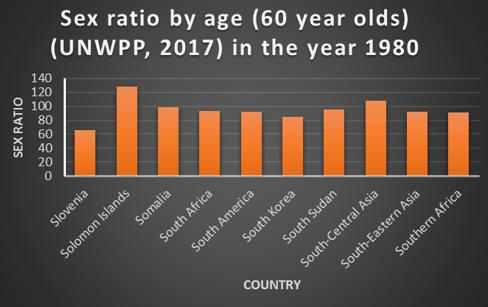 Sex ratio by age (60 year olds)
(UNWPP, 2017) in the year 1980
SEX RATIO
140
120
100
80
60
40
20
0
Slovenia
Solomon Islands
Somalia
South Africa
South America
South Korea
South Sudan
South-Central Asia
South-Eastern Asia
Southern Africa
COUNTRY